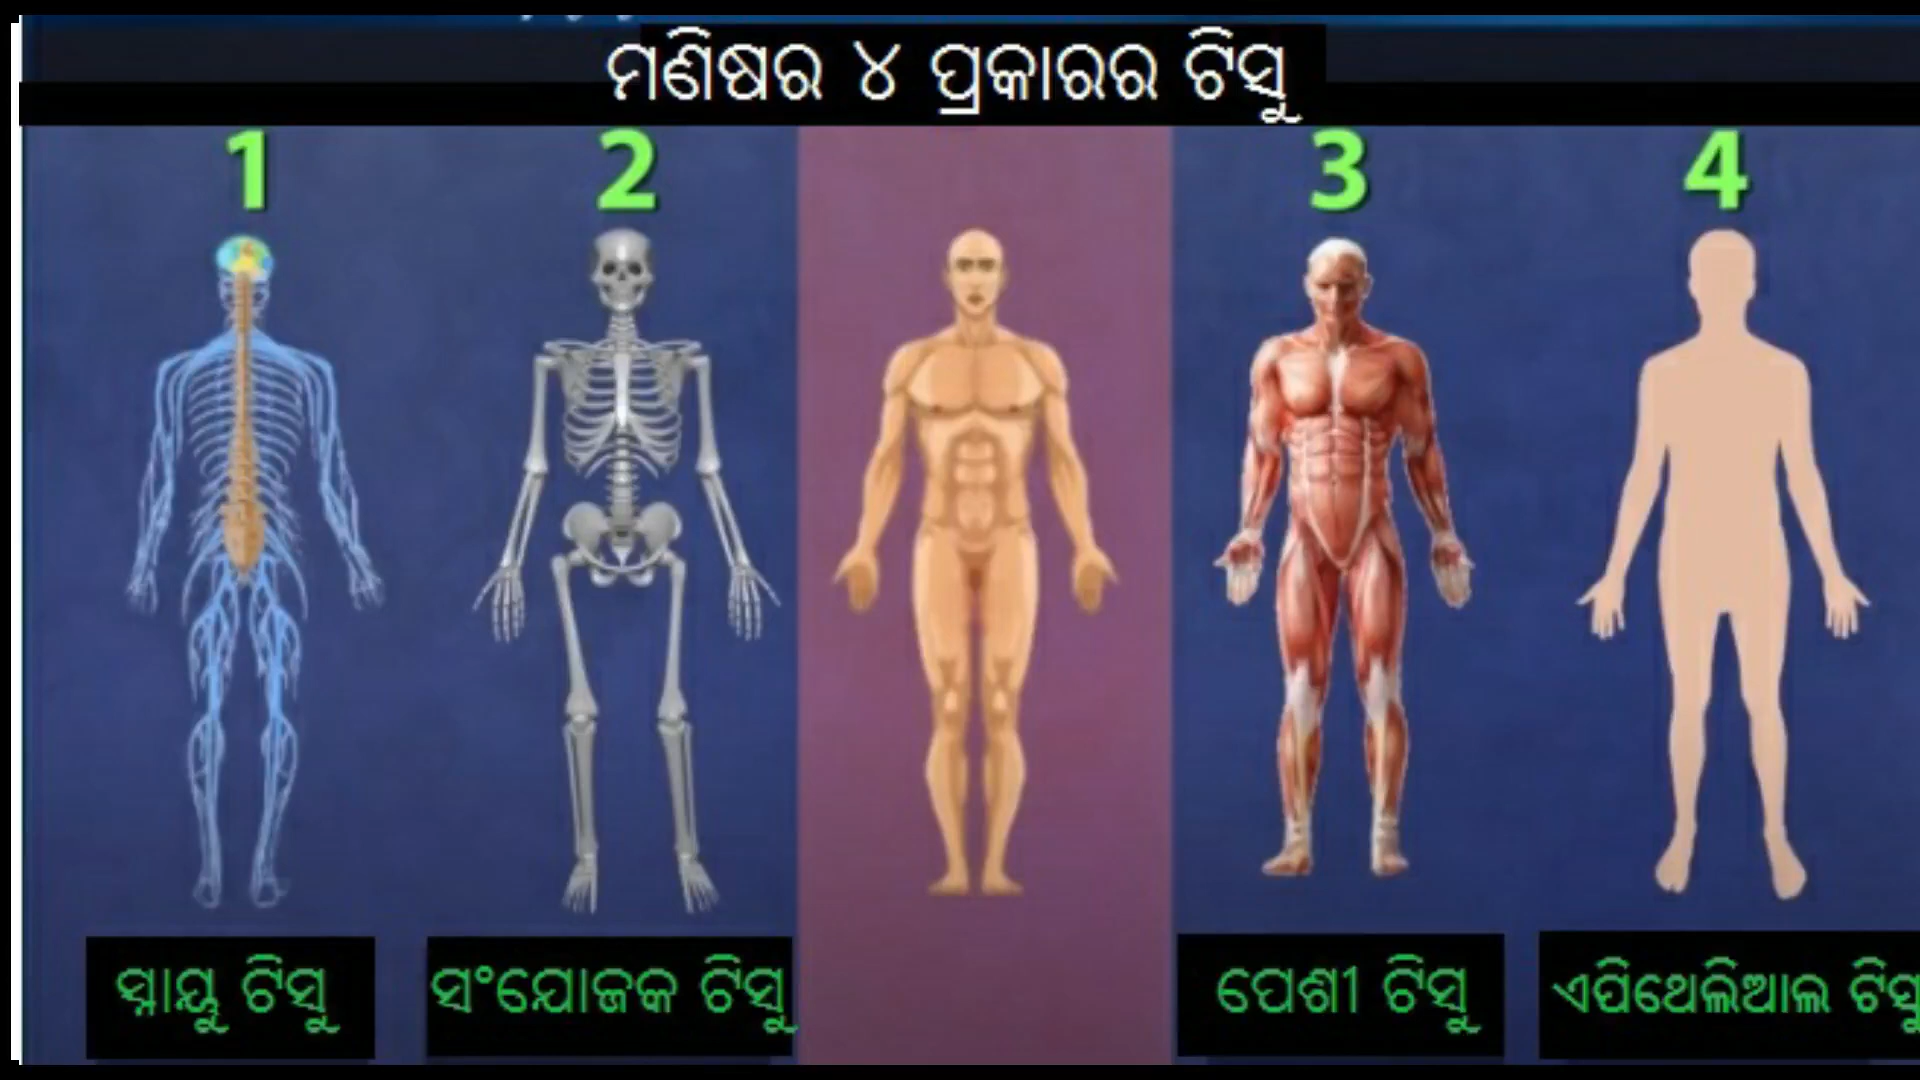 ମଣିଷର ୪ ପ୍ରକାରର ଟିସୁ
1
2
3
4
ସ୍ନାୟୁ ଟିସୁ
ସଂଯୋଜକ ଟିସୁ
ପେଶୀ ଟିସୁ
ଏପିଥେଲିଆଲ ଟିସୁ